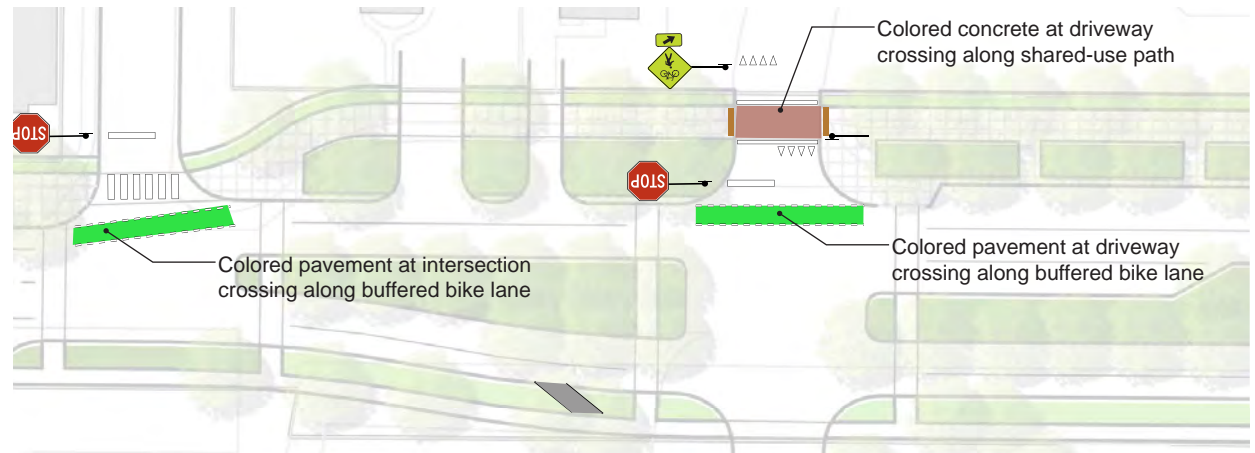 Colored concrete at driveway
crossing along shared-use path
STOP
STOP
Colored pavement at intersection
crossing along buffered bike lane
Colored pavement at driveway
crossing along buffered bike lane